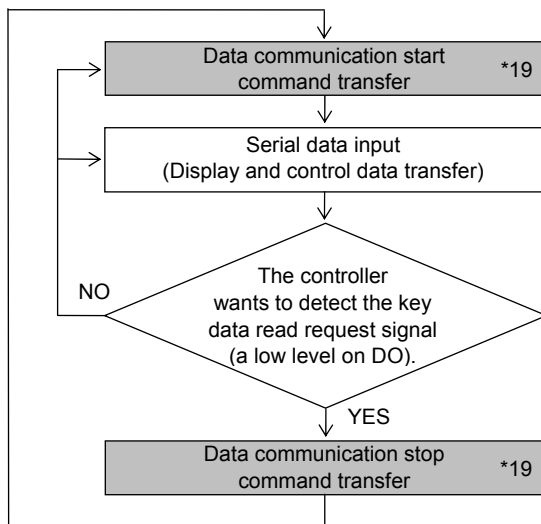 Data communication start
command transfer
*19
Serial data input
(Display and control data transfer)
The controller
wants to detect the key
data read request signal
(a low level on DO).
NO
YES
Data communication stop
command transfer
*19